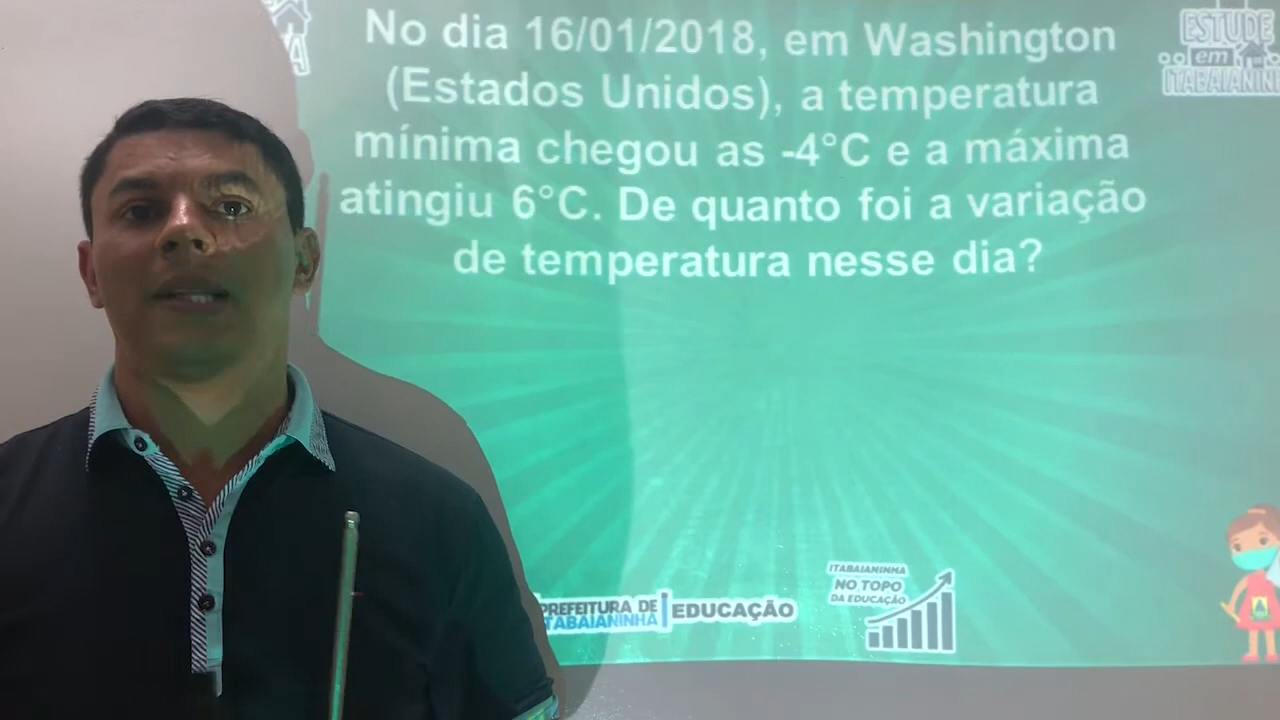 No dia 16/01/2018, em Washington
(Estados Unidos), a temperatura
mínima chegou as -4°C e a máxima
atingiu 6°C. De quanto foi a variação
de temperatura nesse dia?
ESTUDE
em
ITABAIANINH
PREFEITURA DE
ITABAIANINHA
EDUCAÇÃO
ITABAIANINHA
NO TOPO
DA EDUCAÇÃO